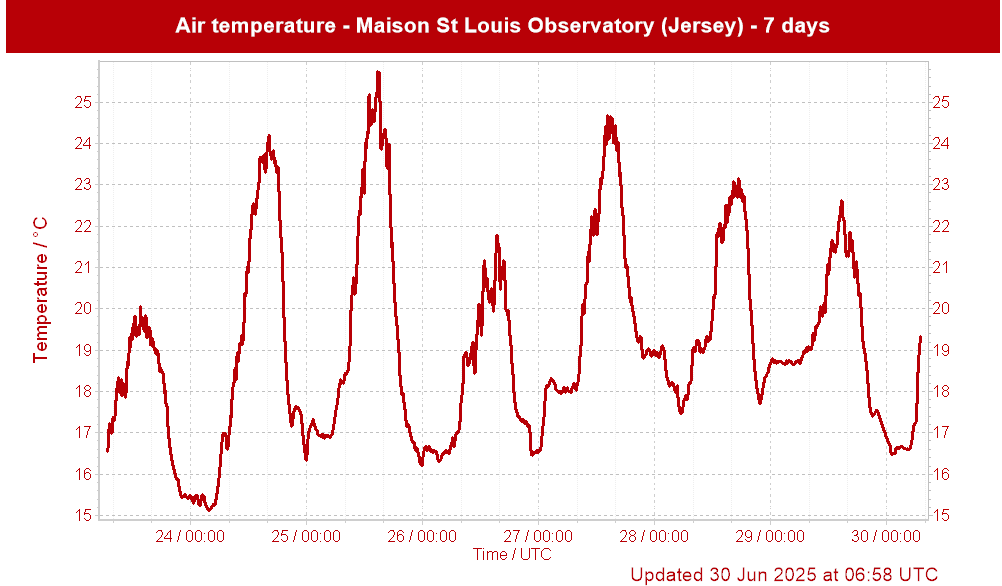 Air temperature - Maison St Louis Observatory (Jersey) - 7 days
Temperature / °C
25 25
24 24
23 23
22 22
21 21
20 20
19 19
18 18
17 17
16 16
15 15
24 / 00:00 25 / 00:00 26 / 00:00 27 / 00:00 28 / 00:00 29 / 00:00 30 / 00:00
Time / UTC
Updated 30 Jun 2025 at 06:58 UTC